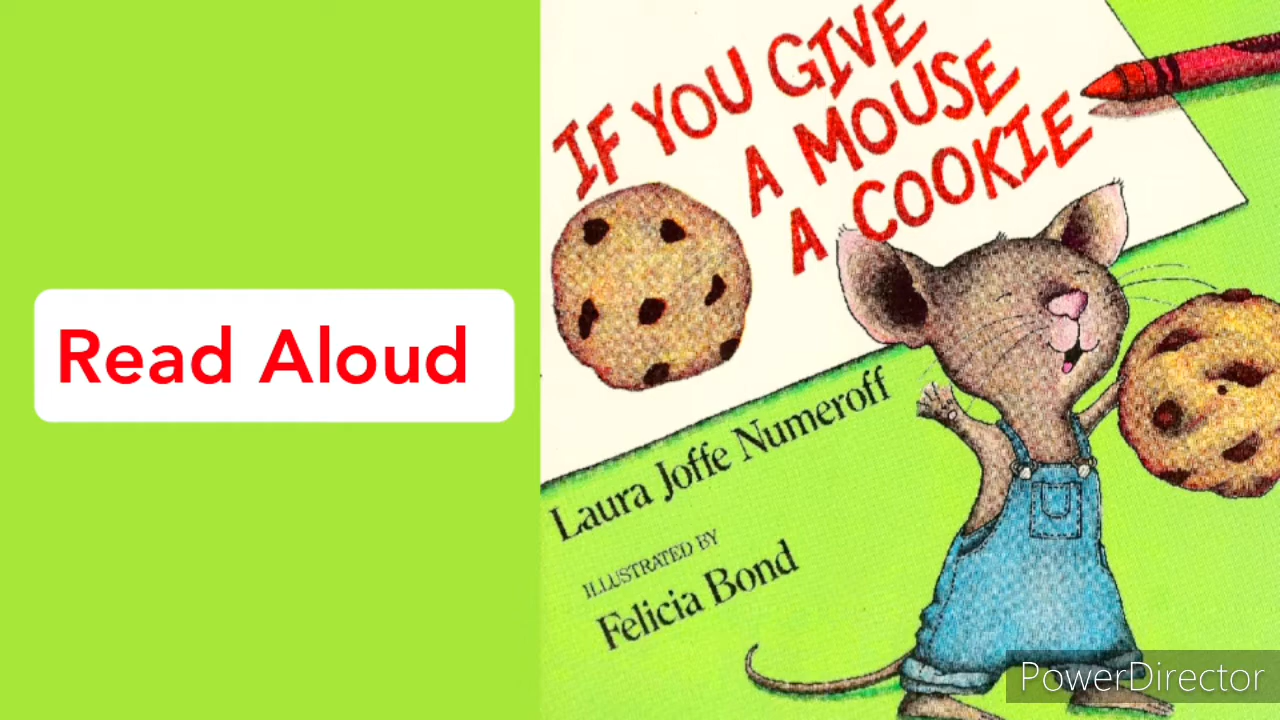 Read Aloud
IF YOU GIVE
A MOUSE
A COOKIE
Laura Joffe Numeroff
ILLUSTRATED BY
Felicia Bond
PowerDirector